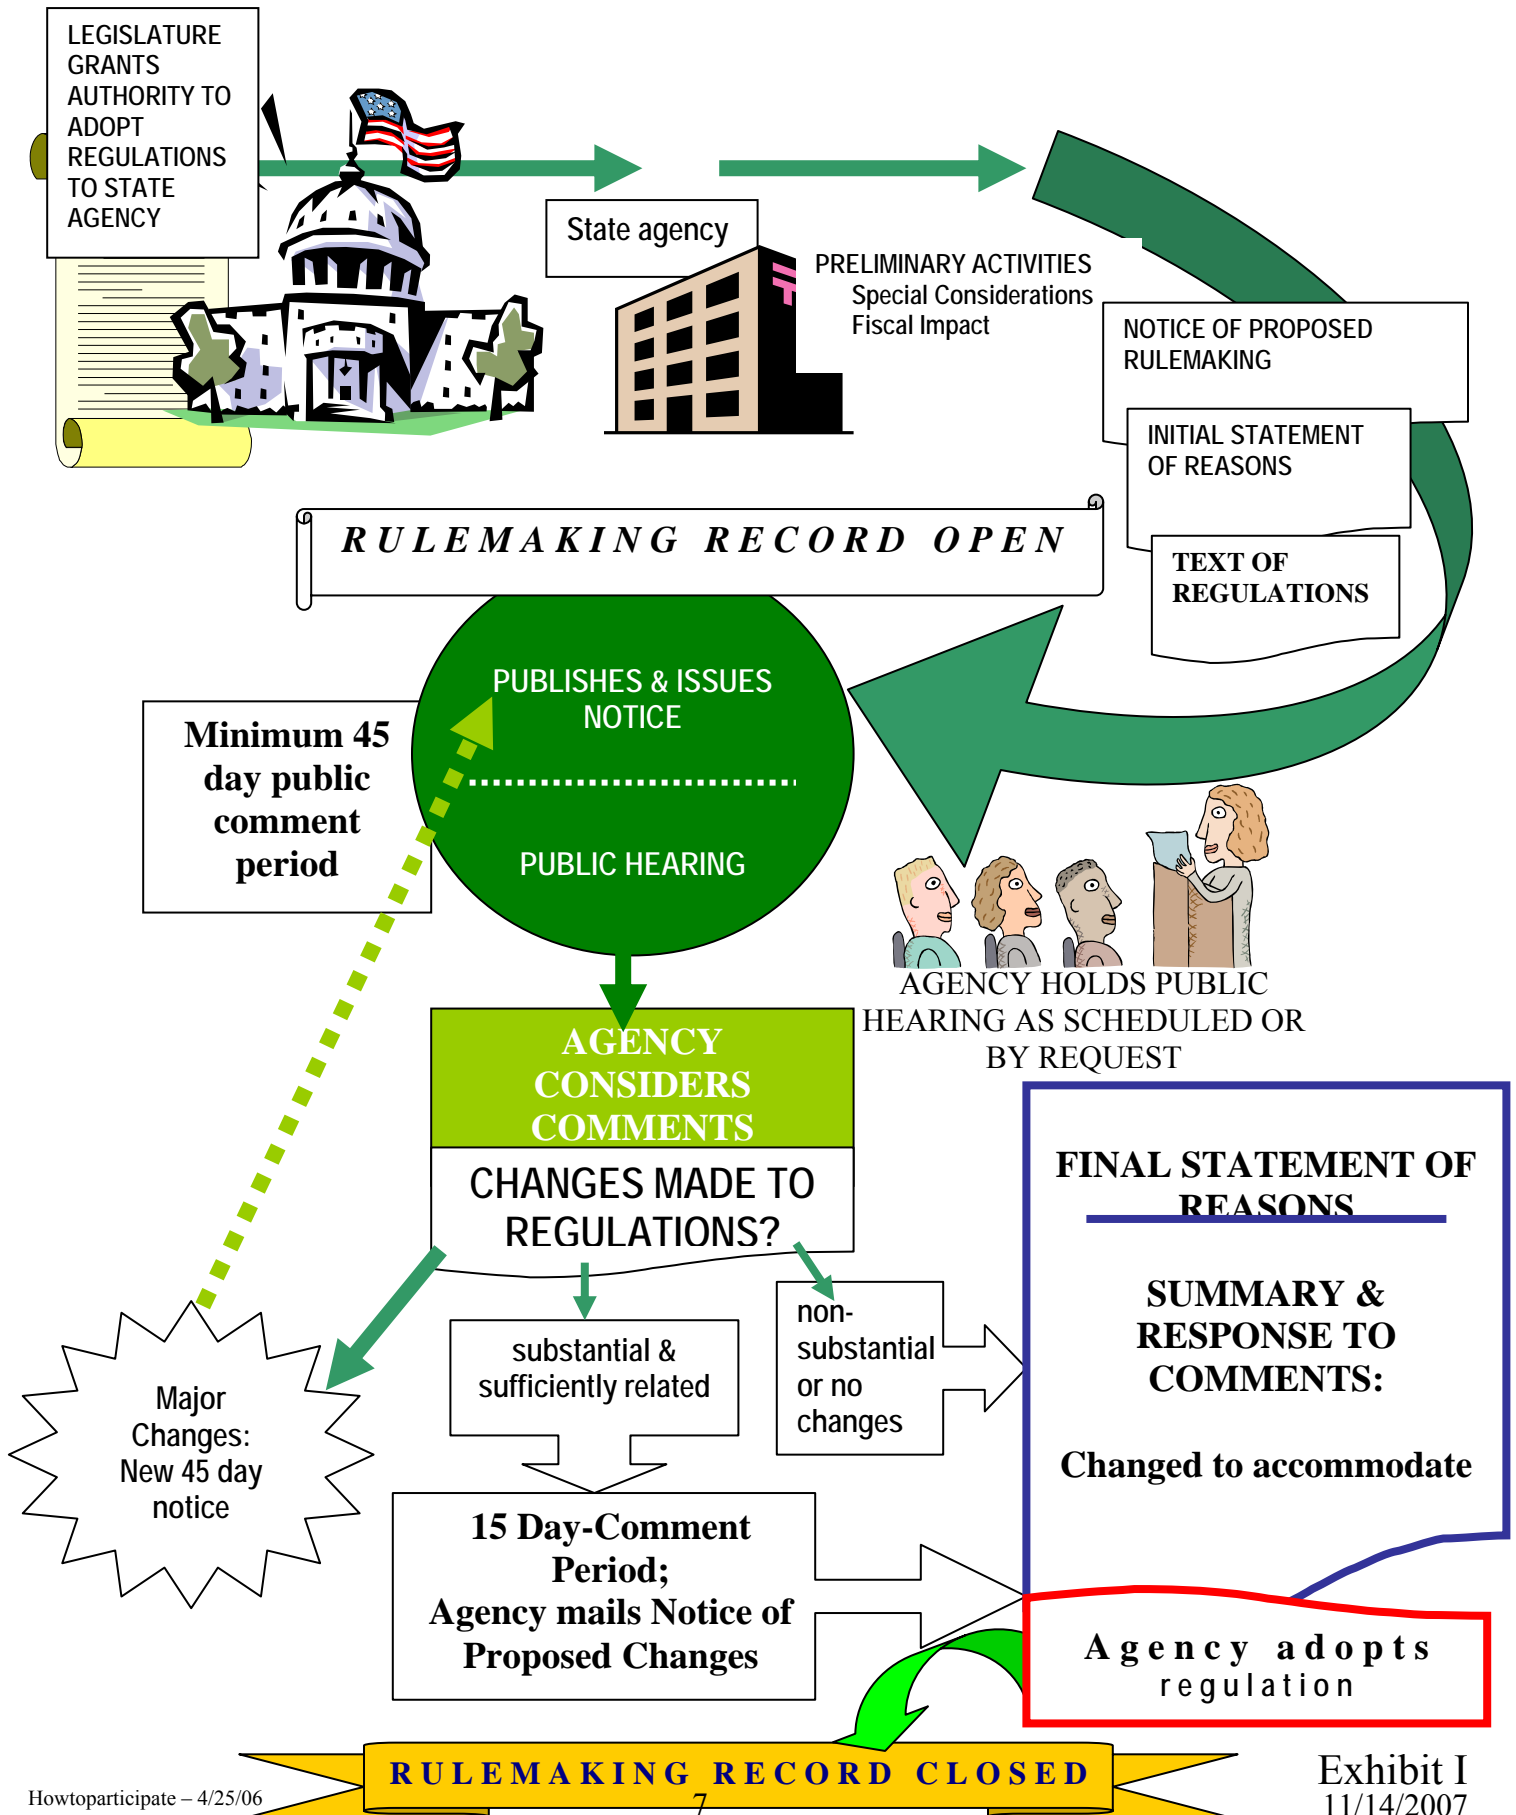 LEGISLATURE
GRANTS
AUTHORITY TO
ADOPT
REGULATIONS
TO STATE
AGENCY
State agency
PRELIMINARY ACTIVITIES
Special Considerations
Fiscal Impact
NOTICE OF PROPOSED
RULEMAKING
INITIAL STATEMENT
OF REASONS
TEXT OF
REGULATIONS
RULEMAKING RECORD OPEN
PUBLISHES & ISSUES
NOTICE
PUBLIC HEARING
Minimum 45
day public
comment
period
AGENCY HOLDS PUBLIC
HEARING AS SCHEDULED OR
BY REQUEST
AGENCY
CONSIDERS
COMMENTS
CHANGES MADE TO
REGULATIONS?
Major
Changes:
New 45 day
notice
substantial &
sufficiently related
non-
substantial
or no
changes
15 Day-Comment
Period;
Agency mails Notice of
Proposed Changes
FINAL STATEMENT OF
REASONS
SUMMARY &
RESPONSE TO
COMMENTS:
Changed to accommodate
Agency adopts
regulation
RULEMAKING RECORD CLOSED
Howtoparticipate – 4/25/06
7
Exhibit I
11/14/2007